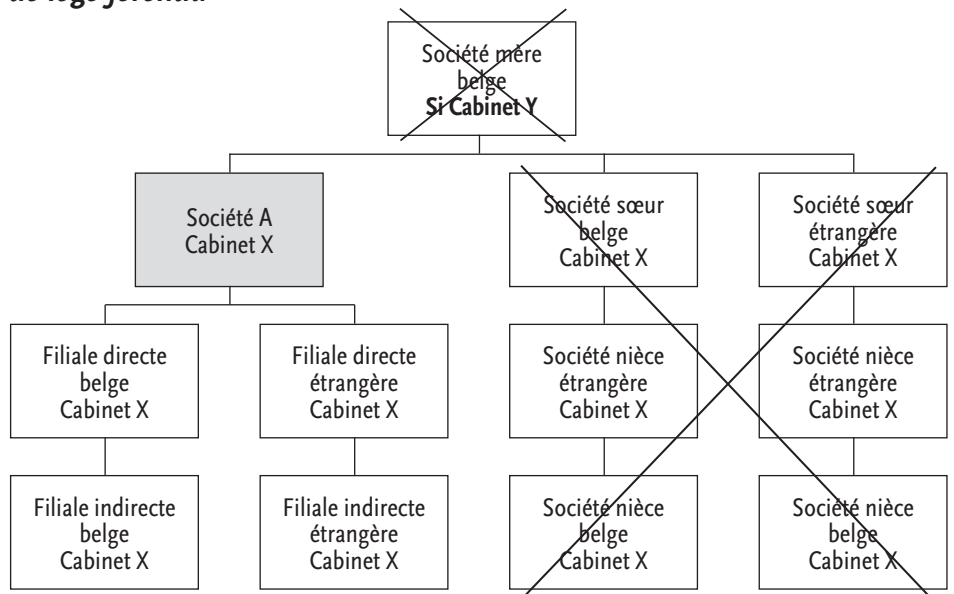 de lege ferenda
Société mère
belge
Si Cabinet Y
Société A
Cabinet X
Société sœur
belge
Cabinet X
Société sœur
étrangère
Cabinet X
Filiale directe
belge
Cabinet X
Filiale directe
étrangère
Cabinet X
Société nièce
étrangère
Cabinet X
Société nièce
étrangère
Cabinet X
Filiale indirecte
belge
Cabinet X
Filiale indirecte
étrangère
Cabinet X
Société nièce
belge
Cabinet X
Société nièce
belge
Cabinet X